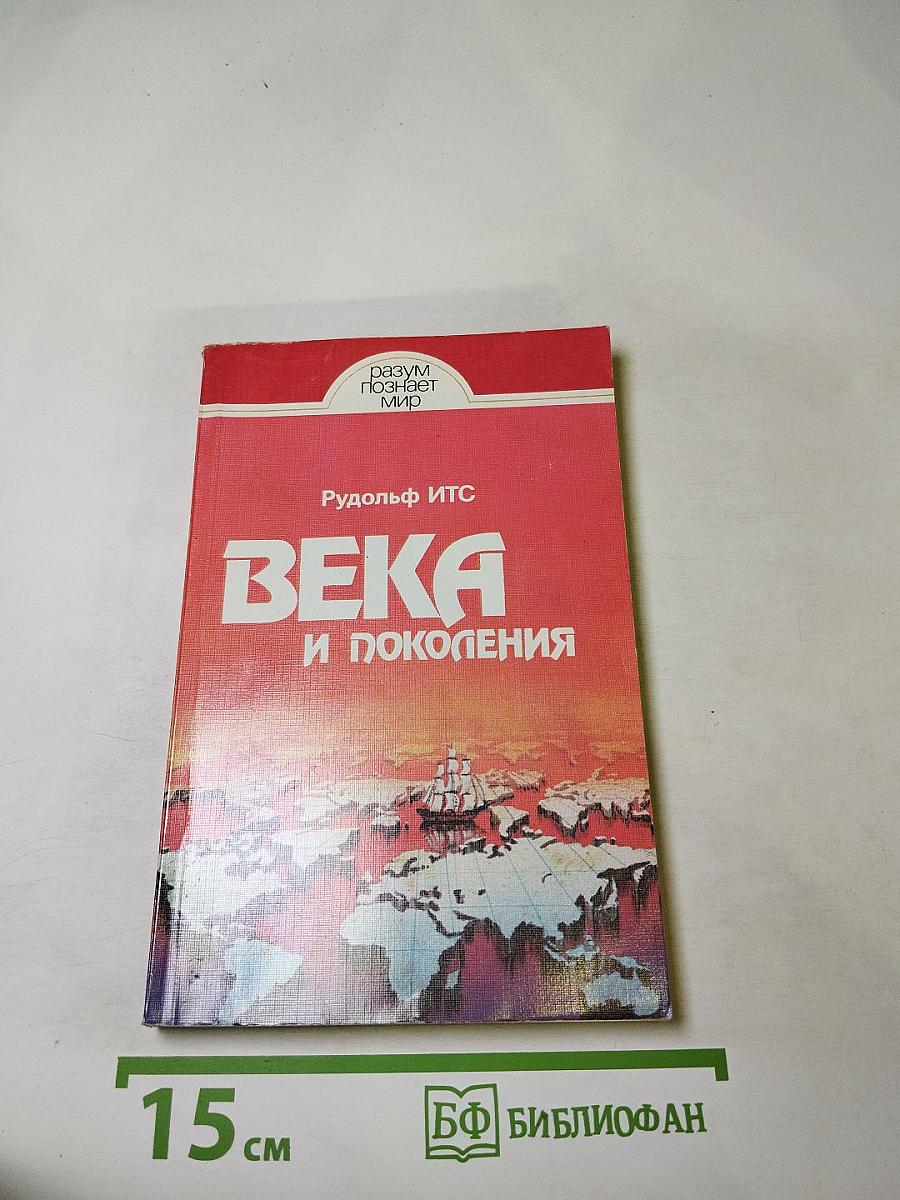 разум
познает
мир
Рудольф ИТС
ВЕКА
И ПОКОЛЕНИЯ
15 см
БФ БИБЛИОФАН